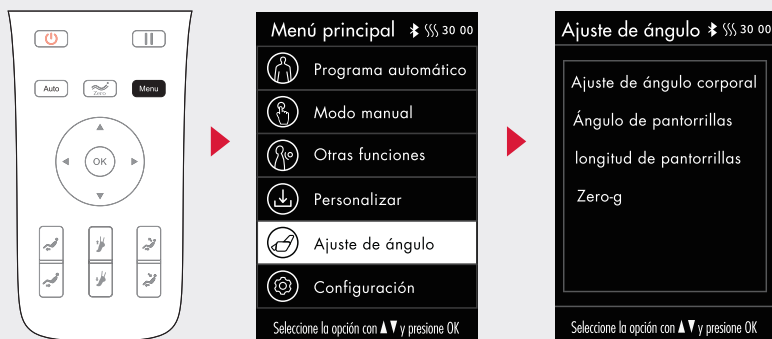 Auto
Zero
Menu
OK
Menú principal 30 00
Programa automático
Modo manual
Otras funciones
Personalizar
Ajuste de ángulo
Configuración
Seleccione la opción con ▲▼ y presione OK
Ajuste de ángulo 30 00
Ajuste de ángulo corporal
Ángulo de pantorrillas
longitud de pantorrillas
Zero-g
Seleccione la opción con ▲▼ y presione OK